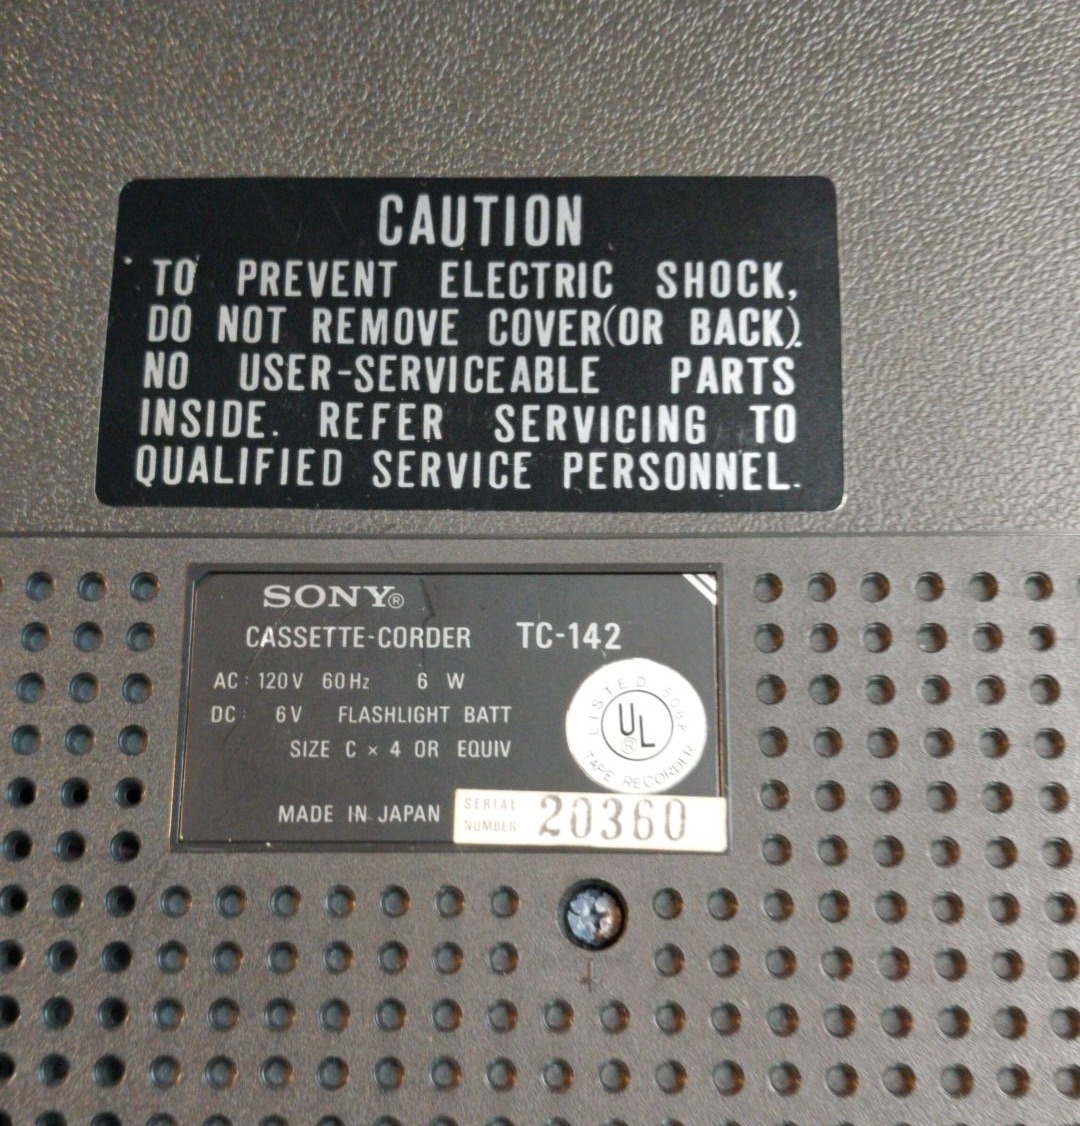 CAUTION
TO PREVENT ELECTRIC SHOCK,
DO NOT REMOVE COVER(OR BACK).
NO USER-SERVICEABLE PARTS
INSIDE. REFER SERVICING TO
QUALIFIED SERVICE PERSONNEL.
SONY®
CASSETTE-CORDER TC-142
AC: 120V 60Hz 6 W
DC: 6V FLASHLIGHT BATT
SIZE C × 4 OR EQUIV
LISTED
UL®
TAPE RECORDER
MADE IN JAPAN
SERIAL NUMBER 20360